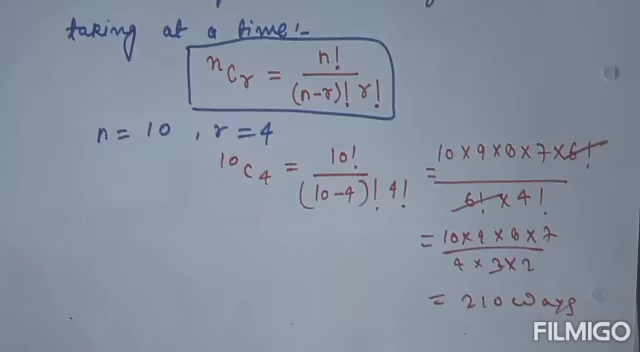 taking at a time:-
nCr = n! / (n-r)! r!
n = 10 , r = 4
10C4 = 10! / (10-4)! 4! = 10 × 9 × 8 × 7 × 6! / 6! × 4!
= 10 × 9 × 8 × 7 / 4 × 3 × 2
= 210 ways
FILMIGO